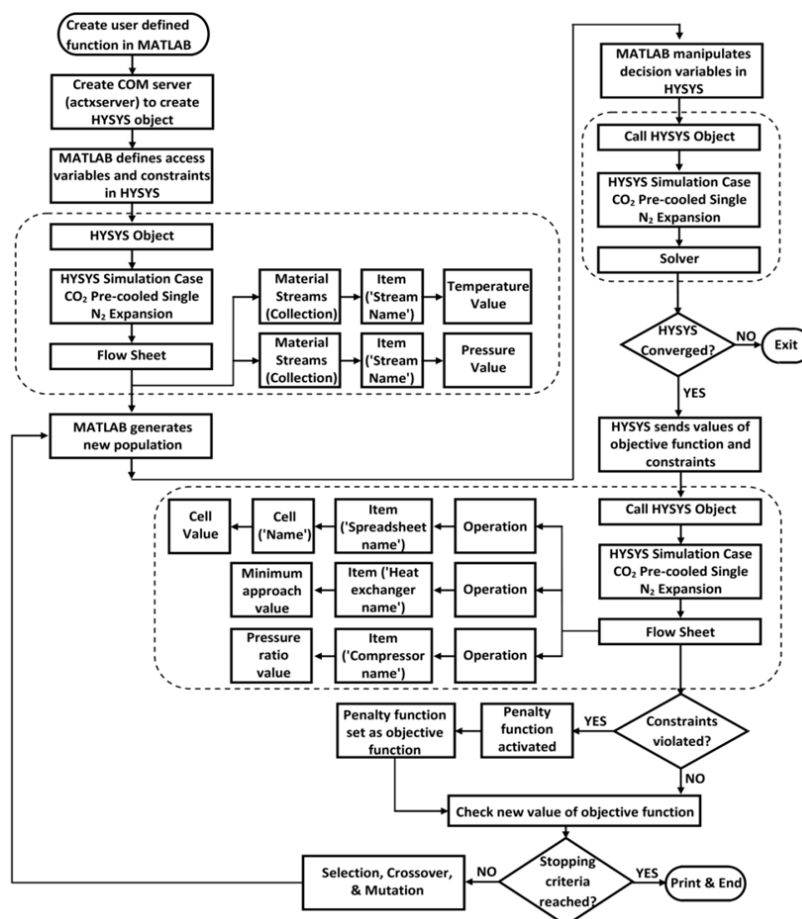 Create user defined
function in MATLAB
Create COM server
(actxserver) to create
HYSYS object
MATLAB defines access
variables and constraints
in HYSYS
HYSYS Object
HYSYS Simulation Case
CO₂ Pre-cooled Single
N₂ Expansion
Flow Sheet
Material
Streams
(Collection)
Item
('Stream
Name')
Temperature
Value
Material
Streams
(Collection)
Item
('Stream
Name')
Pressure
Value
MATLAB generates
new population
MATLAB manipulates
decision variables in
HYSYS
Call HYSYS Object
HYSYS Simulation Case
CO₂ Pre-cooled Single
N₂ Expansion
Solver
HYSYS
Converged?
NO
Exit
YES
HYSYS sends values of
objective function and
constraints
Call HYSYS Object
HYSYS Simulation Case
CO₂ Pre-cooled Single
N₂ Expansion
Flow Sheet
Operation
Item
('Spreadsheet
name')
Cell
('Name')
Cell
Value
Operation
Item ('Heat
exchanger
name')
Minimum
approach
value
Operation
Item
('Compressor
name')
Pressure
ratio
value
Constraints
violated?
YES
Penalty
function
activated
Penalty function
set as objective
function
NO
Check new value of objective function
Stopping
criteria
reached?
YES
Print & End
NO
Selection, Crossover,
& Mutation